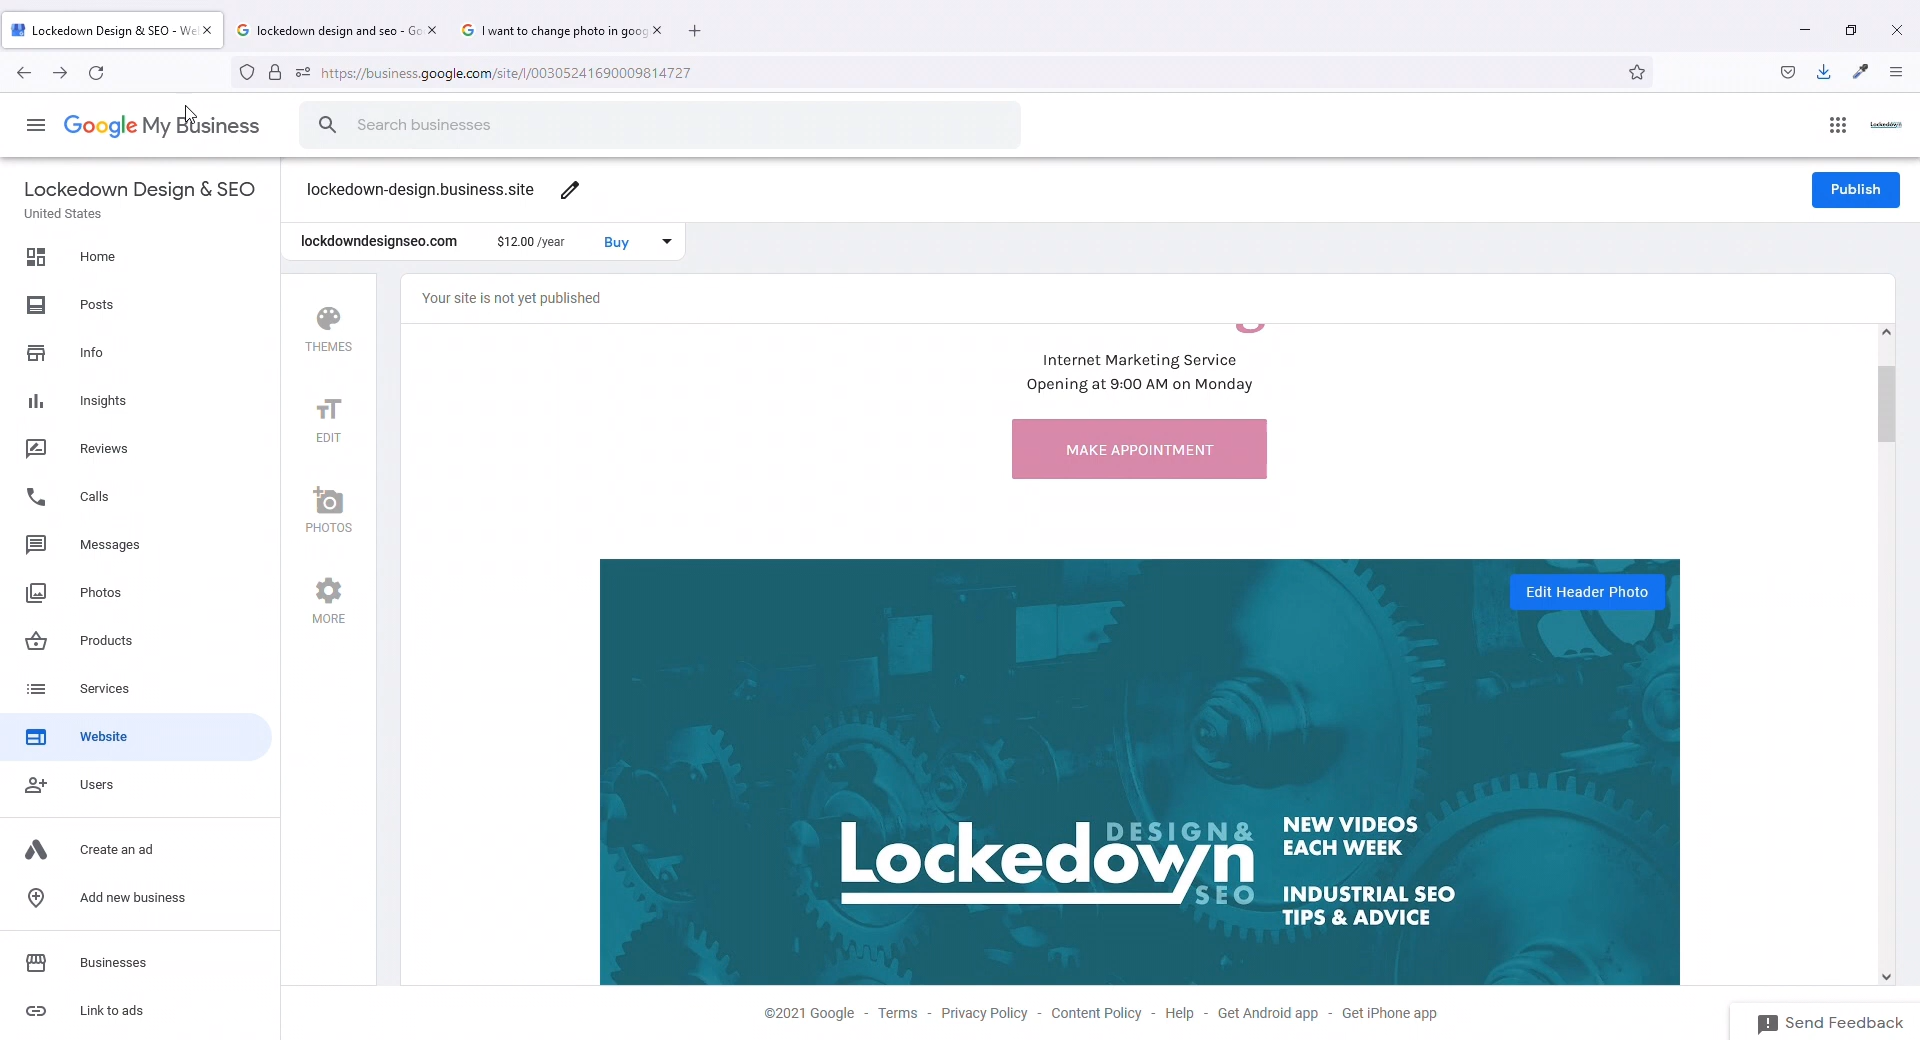 Lockedown Design & SEO - We
lockedown design and seo - Go
I want to change photo in goog
https://business.google.com/site/l/00305241690009814727
Google My Business
Search businesses
Lockedown
Lockedown Design & SEO
United States
lockedown-design.business.site
Publish
lockdowndesignseo.com $12.00 /year Buy
Home
Posts
Info
Insights
Reviews
Calls
Messages
Photos
Products
Services
Website
Users
Create an ad
Add new business
Businesses
Link to ads
THEMES
EDIT
PHOTOS
MORE
Your site is not yet published
Internet Marketing Service
Opening at 9:00 AM on Monday
MAKE APPOINTMENT
Edit Header Photo
Lockedown DESIGN& SEO
NEW VIDEOS
EACH WEEK
INDUSTRIAL SEO
TIPS & ADVICE
©2021 Google - Terms - Privacy Policy - Content Policy - Help - Get Android app - Get iPhone app
Send Feedback